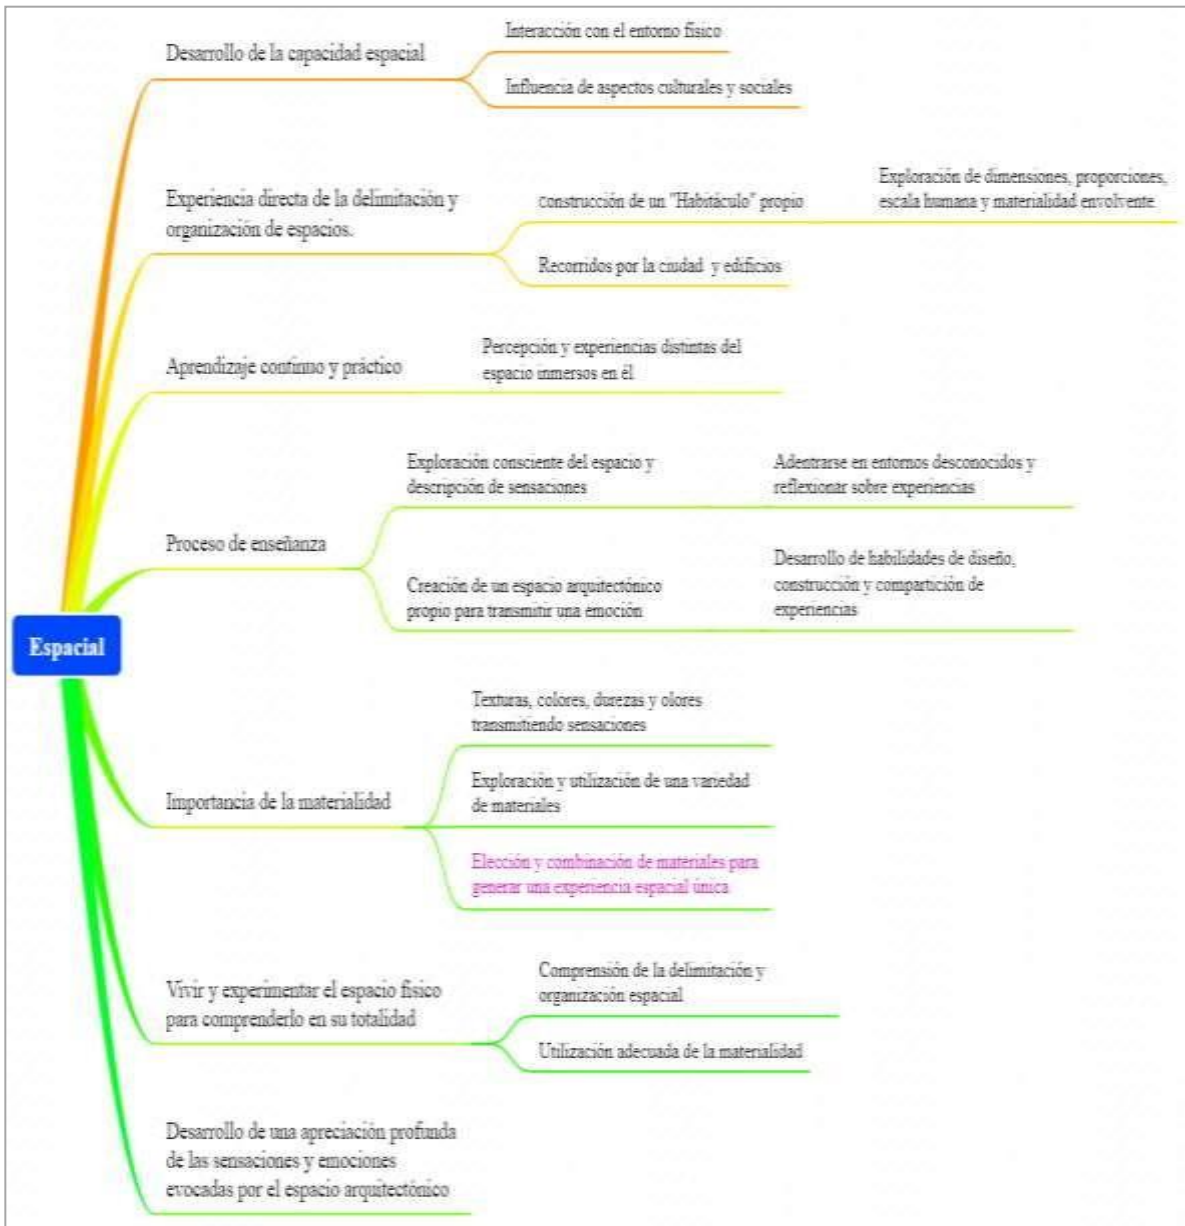 Interacción con el entorno físico
Desarrollo de la capacidad espacial
Influencia de aspectos culturales y sociales
Experiencia directa de la delimitación y
organización de espacios.
construcción de un "Habitáculo" propio
Exploración de dimensiones, proporciones,
escala humana y materialidad envolvente
Recorridos por la ciudad y edificios
Aprendizaje continuo y práctico
Percepción y experiencias distintas del
espacio inmersos en él
Proceso de enseñanza
Exploración consciente del espacio y
descripción de sensaciones
Adentrarse en entornos desconocidos y
reflexionar sobre experiencias
Creación de un espacio arquitectónico
propio para transmitir una emoción
Desarrollo de habilidades de diseño,
construcción y compartición de
experiencias
Espacial
Importancia de la materialidad
Texturas, colores, durezas y olores
transmitiendo sensaciones
Exploración y utilización de una variedad
de materiales
Elección y combinación de materiales para
generar una experiencia espacial única
Vivir y experimentar el espacio físico
para comprenderlo en su totalidad
Comprensión de la delimitación y
organización espacial
Utilización adecuada de la materialidad
Desarrollo de una apreciación profunda
de las sensaciones y emociones
evocadas por el espacio arquitectónico